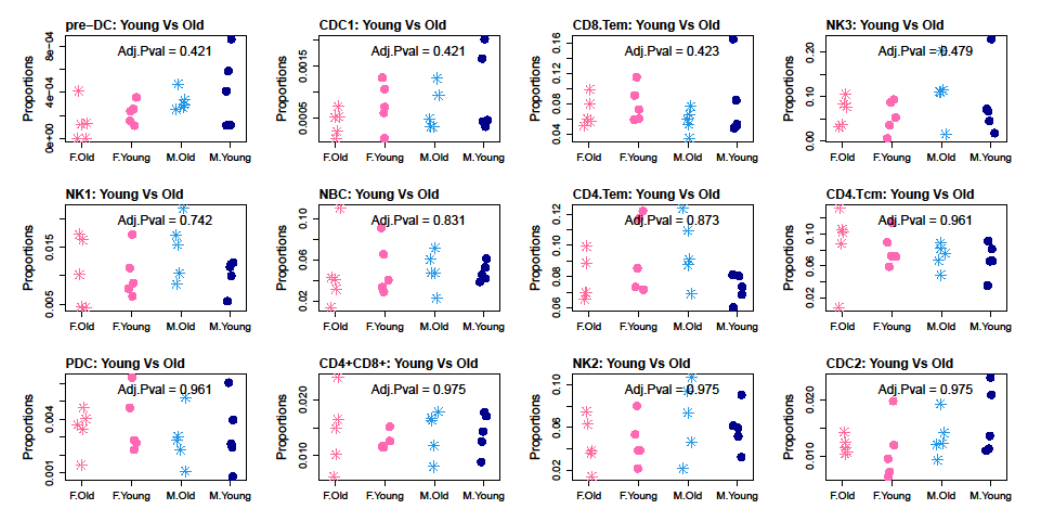 pre−DC: Young Vs Old
Adj.Pval = 0.421
Proportions
0e+00 4e−04 8e−04
F.Old F.Young M.Old M.Young
CDC1: Young Vs Old
Adj.Pval = 0.421
Proportions
0.0005 0.0015
F.Old F.Young M.Old M.Young
CD8.Tem: Young Vs Old
Adj.Pval = 0.423
Proportions
0.04 0.08 0.12 0.16
F.Old F.Young M.Old M.Young
NK3: Young Vs Old
Adj.Pval = 0.479
Proportions
0.00 0.10 0.20
F.Old F.Young M.Old M.Young
NK1: Young Vs Old
Adj.Pval = 0.742
Proportions
0.005 0.015
F.Old F.Young M.Old M.Young
NBC: Young Vs Old
Adj.Pval = 0.831
Proportions
0.02 0.06 0.10
F.Old F.Young M.Old M.Young
CD4.Tem: Young Vs Old
Adj.Pval = 0.873
Proportions
0.06 0.08 0.10 0.12
F.Old F.Young M.Old M.Young
CD4.Tcm: Young Vs Old
Adj.Pval = 0.961
Proportions
0.02 0.06 0.10
F.Old F.Young M.Old M.Young
PDC: Young Vs Old
Adj.Pval = 0.961
Proportions
0.001 0.004
F.Old F.Young M.Old M.Young
CD4+CD8+: Young Vs Old
Adj.Pval = 0.975
Proportions
0.010 0.020
F.Old F.Young M.Old M.Young
NK2: Young Vs Old
Adj.Pval = 0.975
Proportions
0.02 0.06 0.10
F.Old F.Young M.Old M.Young
CDC2: Young Vs Old
Adj.Pval = 0.975
Proportions
0.010 0.020
F.Old F.Young M.Old M.Young